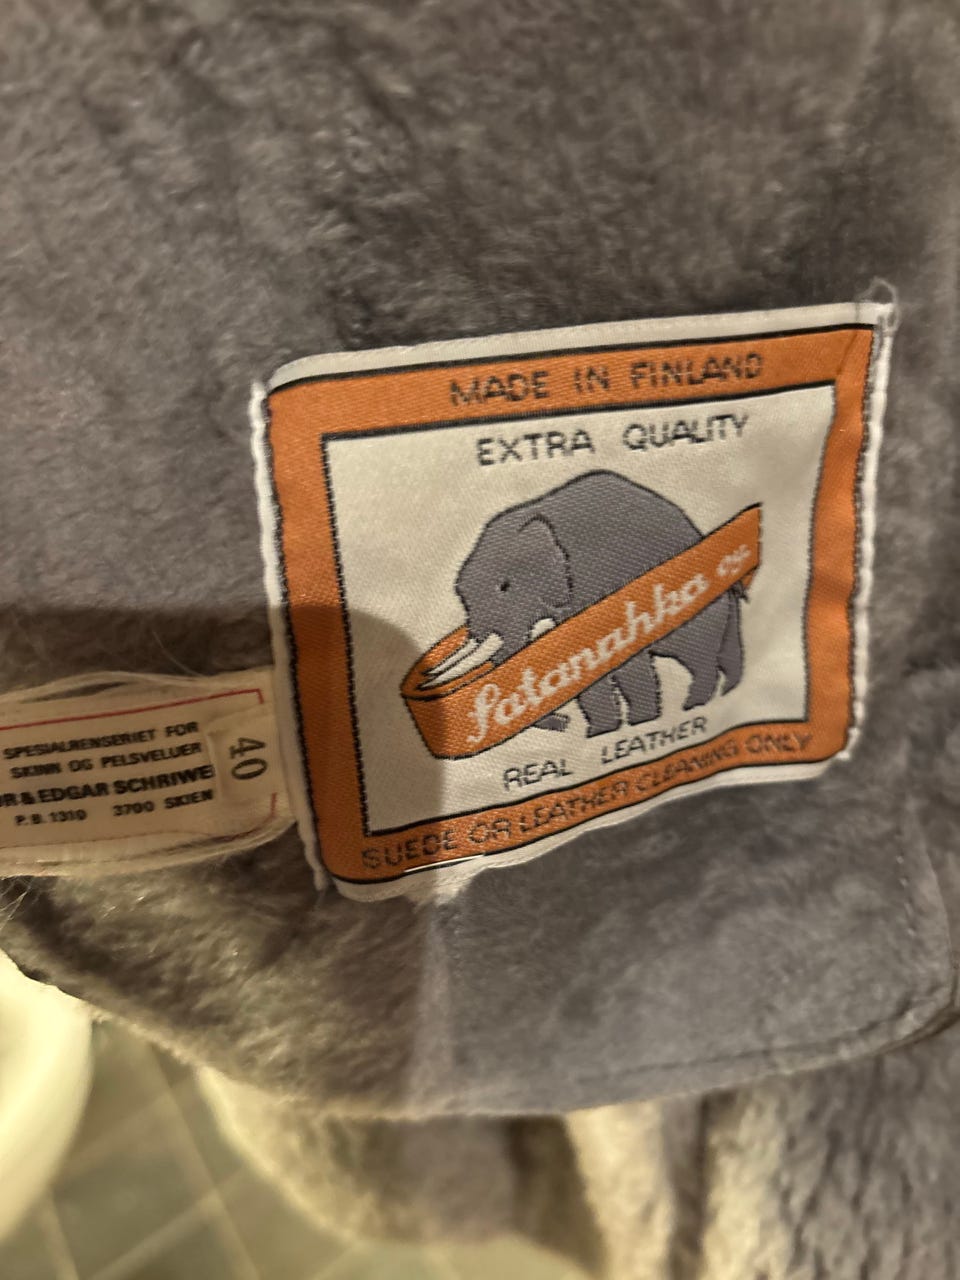 MADE IN FINLAND
EXTRA QUALITY
fatanahka oy.
REAL LEATHER
SUEDE OR LEATHER CLEANING ONLY
SPESIALRENSERIET FOR
SKINN OG PELSVELUER
& EDGAR SCHRIWE
P.B. 1310 3700 SKIEN
40